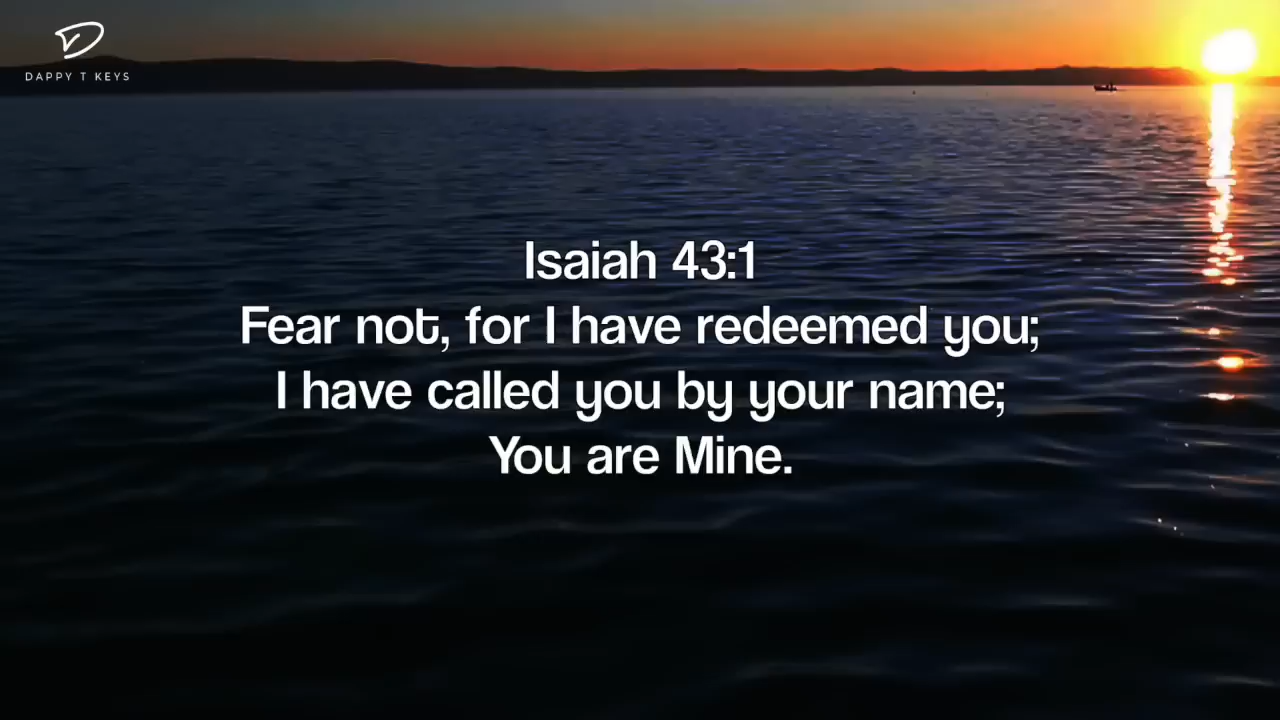 DAPPY T KEYS
Isaiah 43:1
Fear not, for I have redeemed you;
I have called you by your name;
You are Mine.